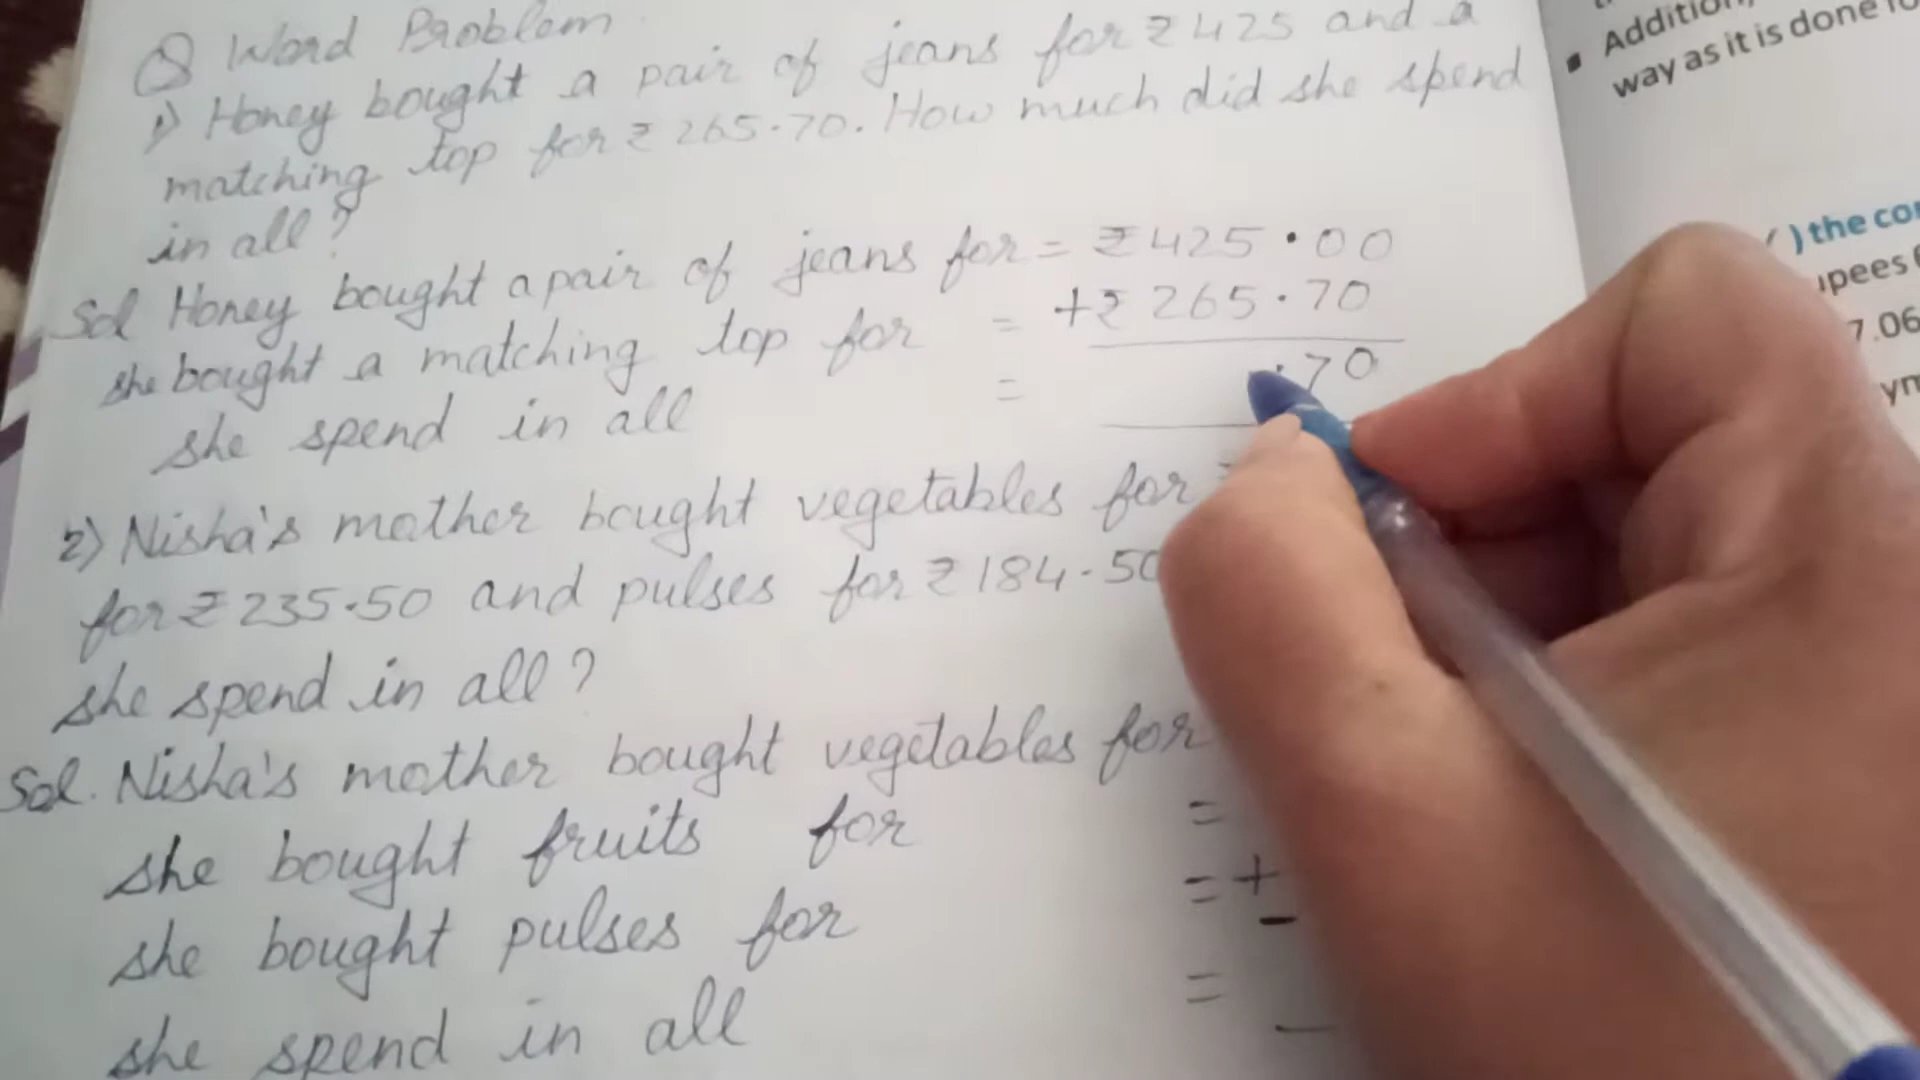 Q Word Problem
1) Honey bought a pair of jeans for ₹ 425 and a
matching top for ₹ 265.70. How much did she spend
in all?
Sol Honey bought a pair of jeans for = ₹ 425.00
she bought a matching top for = +₹ 265.70
she spend in all = .70
2) Nisha's mother bought vegetables for ₹
for ₹ 235.50 and pulses for ₹ 184.50
she spend in all?
Sol. Nisha's mother bought vegetables for
she bought fruits for =
she bought pulses for = +
she spend in all =
Addition,
way as it is done
( ) the
7.06